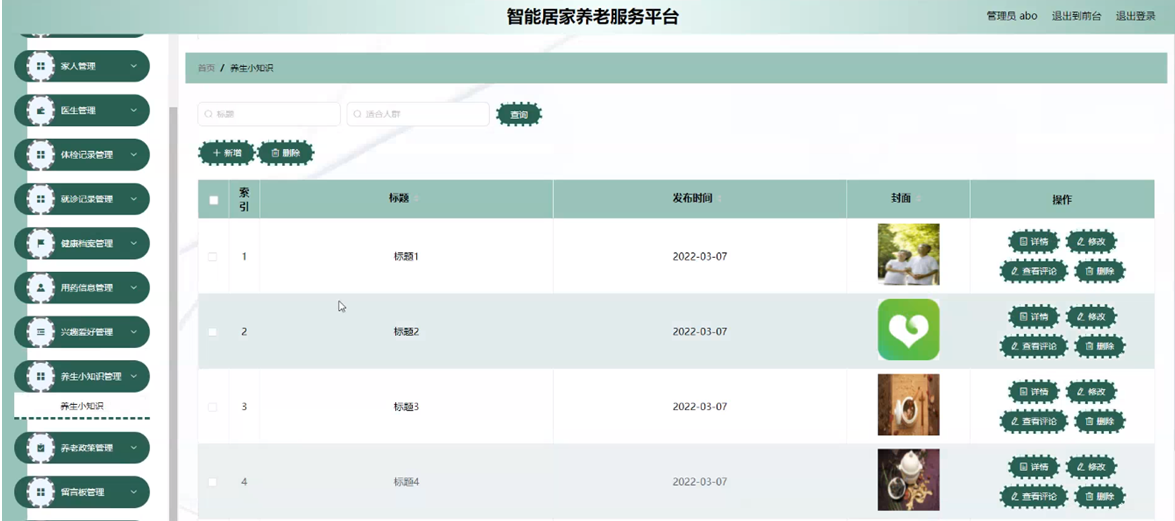 智能居家养老服务平台
管理员 abo 退出到前台 退出登录
家人管理
医生管理
体检记录管理
就诊记录管理
健康档案管理
用药信息管理
兴趣爱好管理
养生小知识管理
养生小知识
养老政策管理
留言板管理
首页 / 养生小知识
标题 适合人群 查询
+ 新增 删除
索引 标题 发布时间 封面 操作
1 标题1 2022-03-07 详情 修改
查看评论 删除
2 标题2 2022-03-07 详情 修改
查看评论 删除
3 标题3 2022-03-07 详情 修改
查看评论 删除
4 标题4 2022-03-07 详情 修改
查看评论 删除